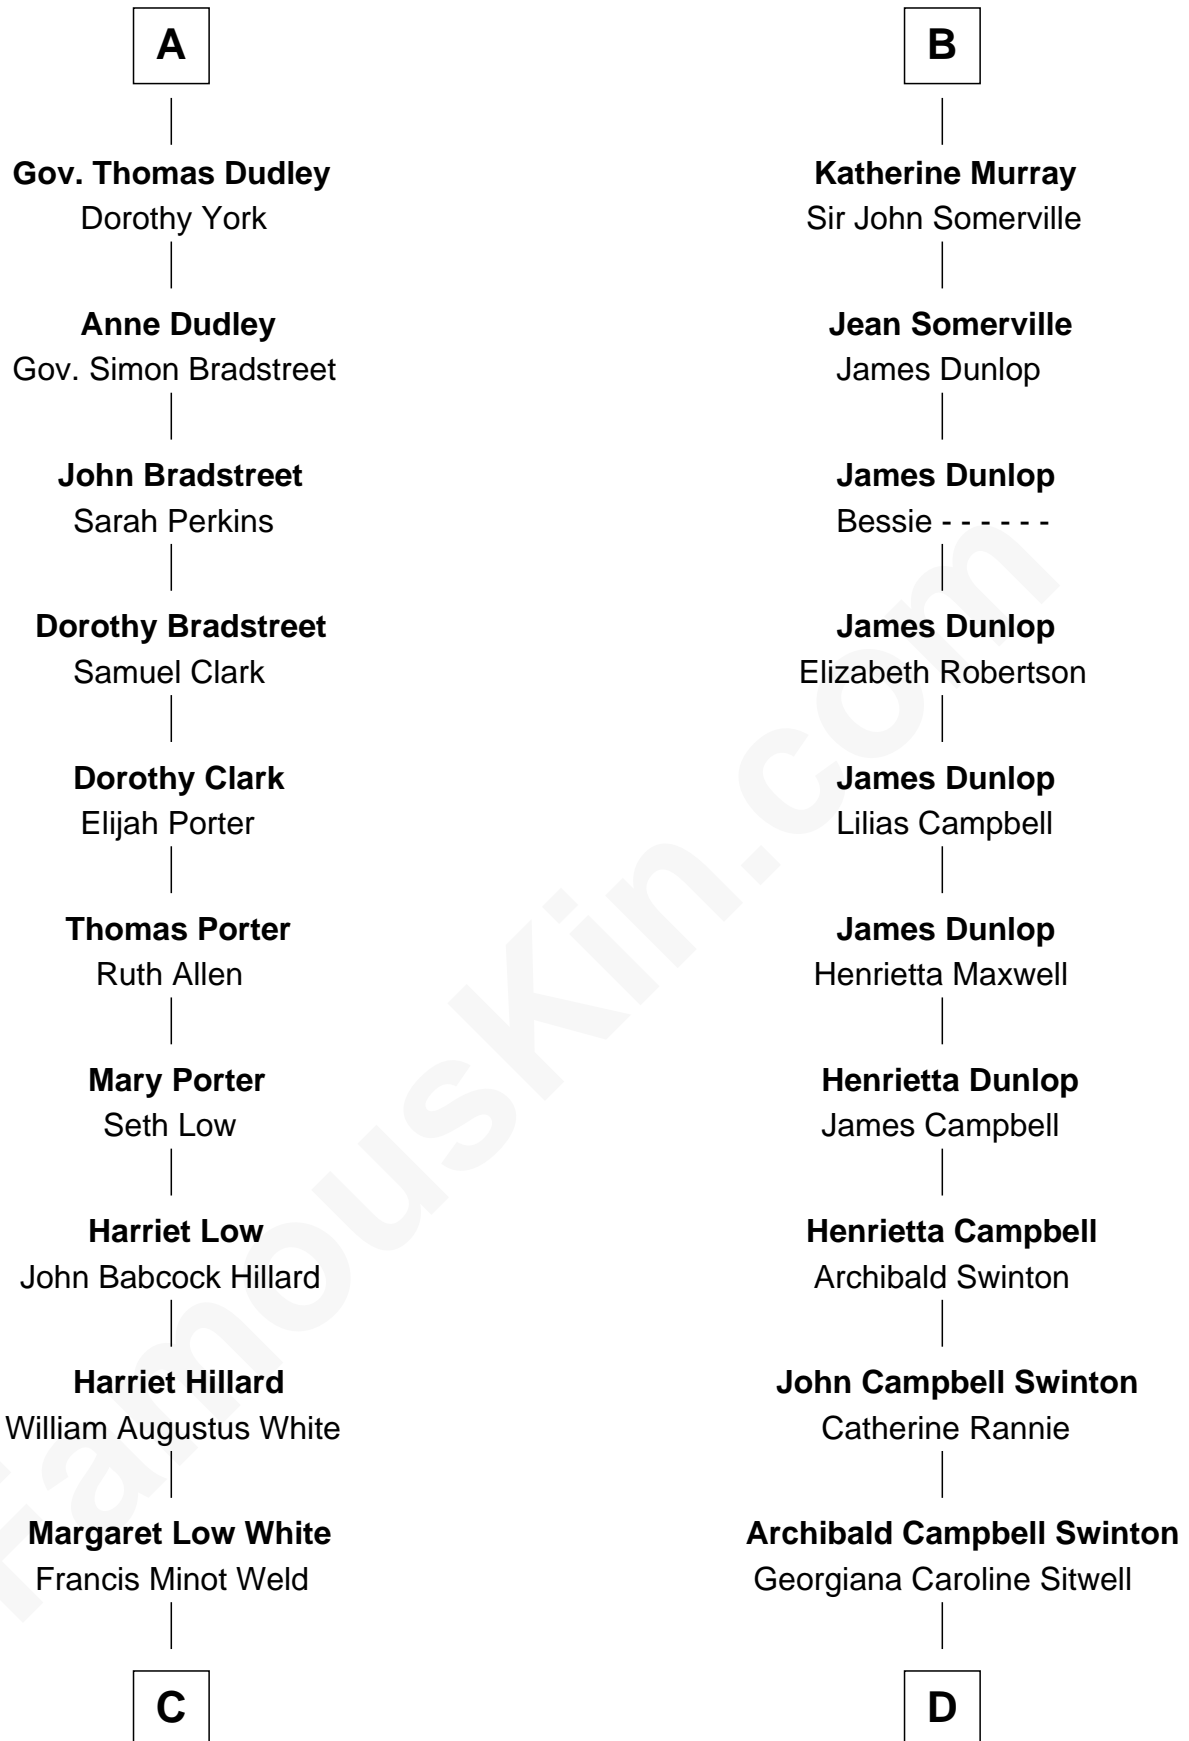 A
Gov. Thomas Dudley
Dorothy York
Anne Dudley
Gov. Simon Bradstreet
John Bradstreet
Sarah Perkins
Dorothy Bradstreet
Samuel Clark
Dorothy Clark
Elijah Porter
Thomas Porter
Ruth Allen
Mary Porter
Seth Low
Harriet Low
John Babcock Hillard
Harriet Hillard
William Augustus White
Margaret Low White
Francis Minot Weld
C
B
Katherine Murray
Sir John Somerville
Jean Somerville
James Dunlop
James Dunlop
Bessie - - - - - -
James Dunlop
Elizabeth Robertson
James Dunlop
Lilias Campbell
James Dunlop
Henrietta Maxwell
Henrietta Dunlop
James Campbell
Henrietta Campbell
Archibald Swinton
John Campbell Swinton
Catherine Rannie
Archibald Campbell Swinton
Georgiana Caroline Sitwell
D
FamousKin.com